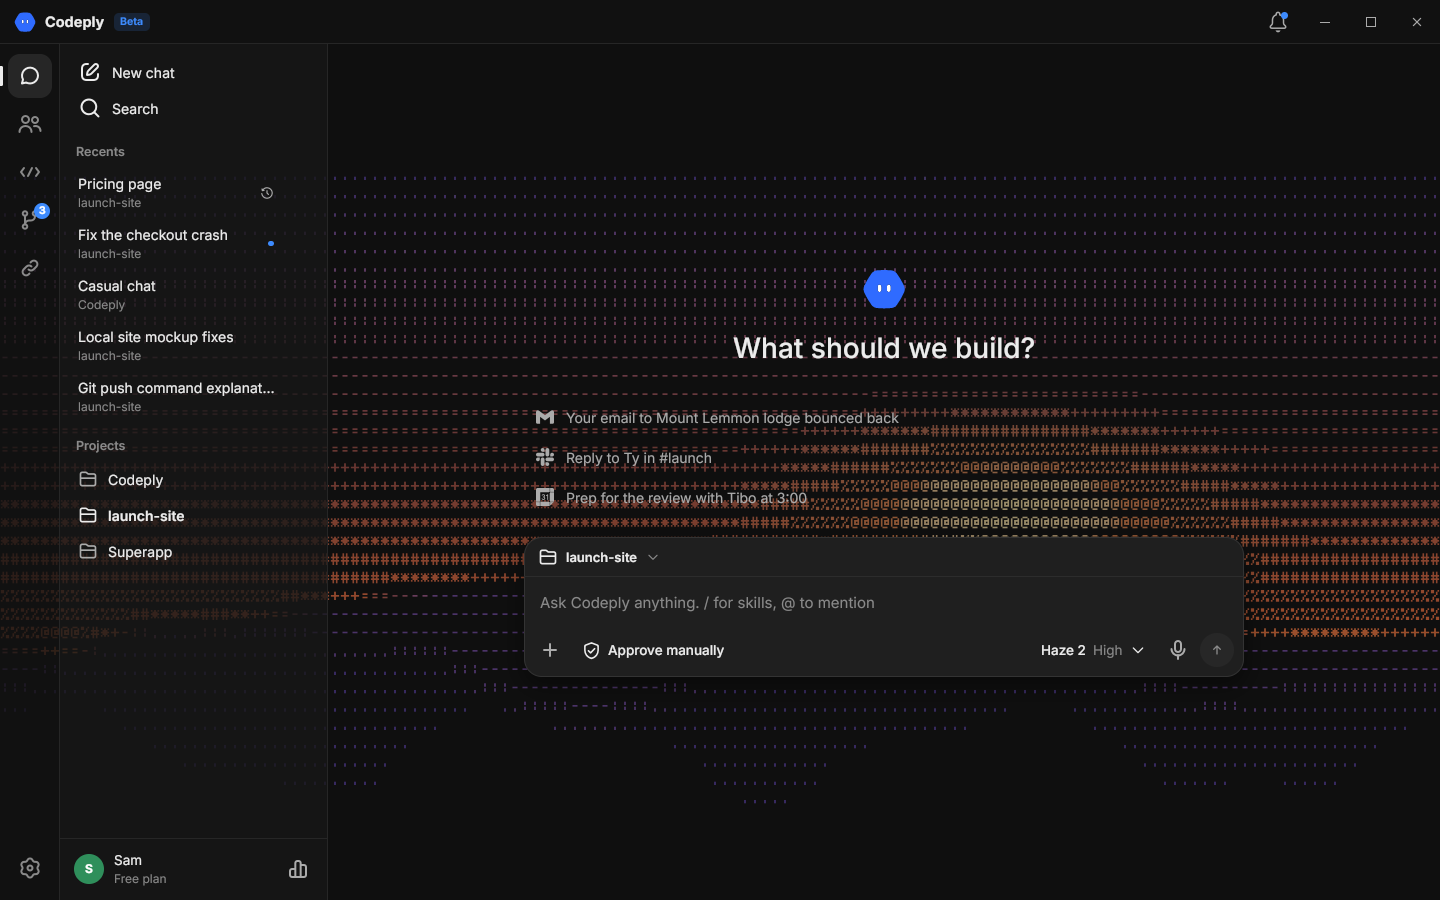 Codeply Beta
New chat
Search
Recents
Pricing page
launch-site
Fix the checkout crash
launch-site
3
Casual chat
Codeply
Local site mockup fixes
launch-site
Git push command explanat...
launch-site
Projects
Codeply
launch-site
Superapp
S
Sam
Free plan
What should we build?
Your email to Mount Lemmon lodge bounced back
Reply to Ty in #launch
31
Prep for the review with Tibo at 3:00
launch-site
Ask Codeply anything. / for skills, @ to mention
Approve manually
Haze 2 High